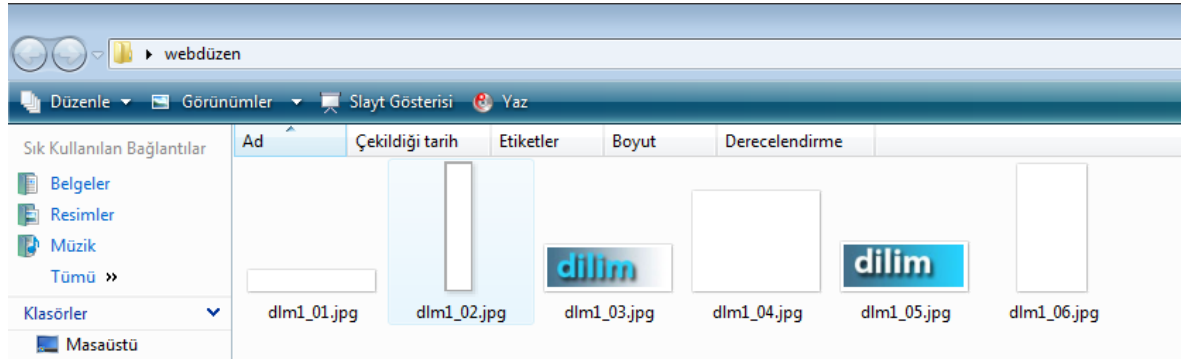 webdüzen
Düzenle Görünümler Slayt Gösterisi Yaz
Sık Kullanılan Bağlantılar
Ad Çekildiği tarih Etiketler Boyut Derecelendirme
Belgeler
Resimler
Müzik
Tümü »
Klasörler
Masaüstü
dilim
dilim
dlm1_01.jpg dlm1_02.jpg dlm1_03.jpg dlm1_04.jpg dlm1_05.jpg dlm1_06.jpg